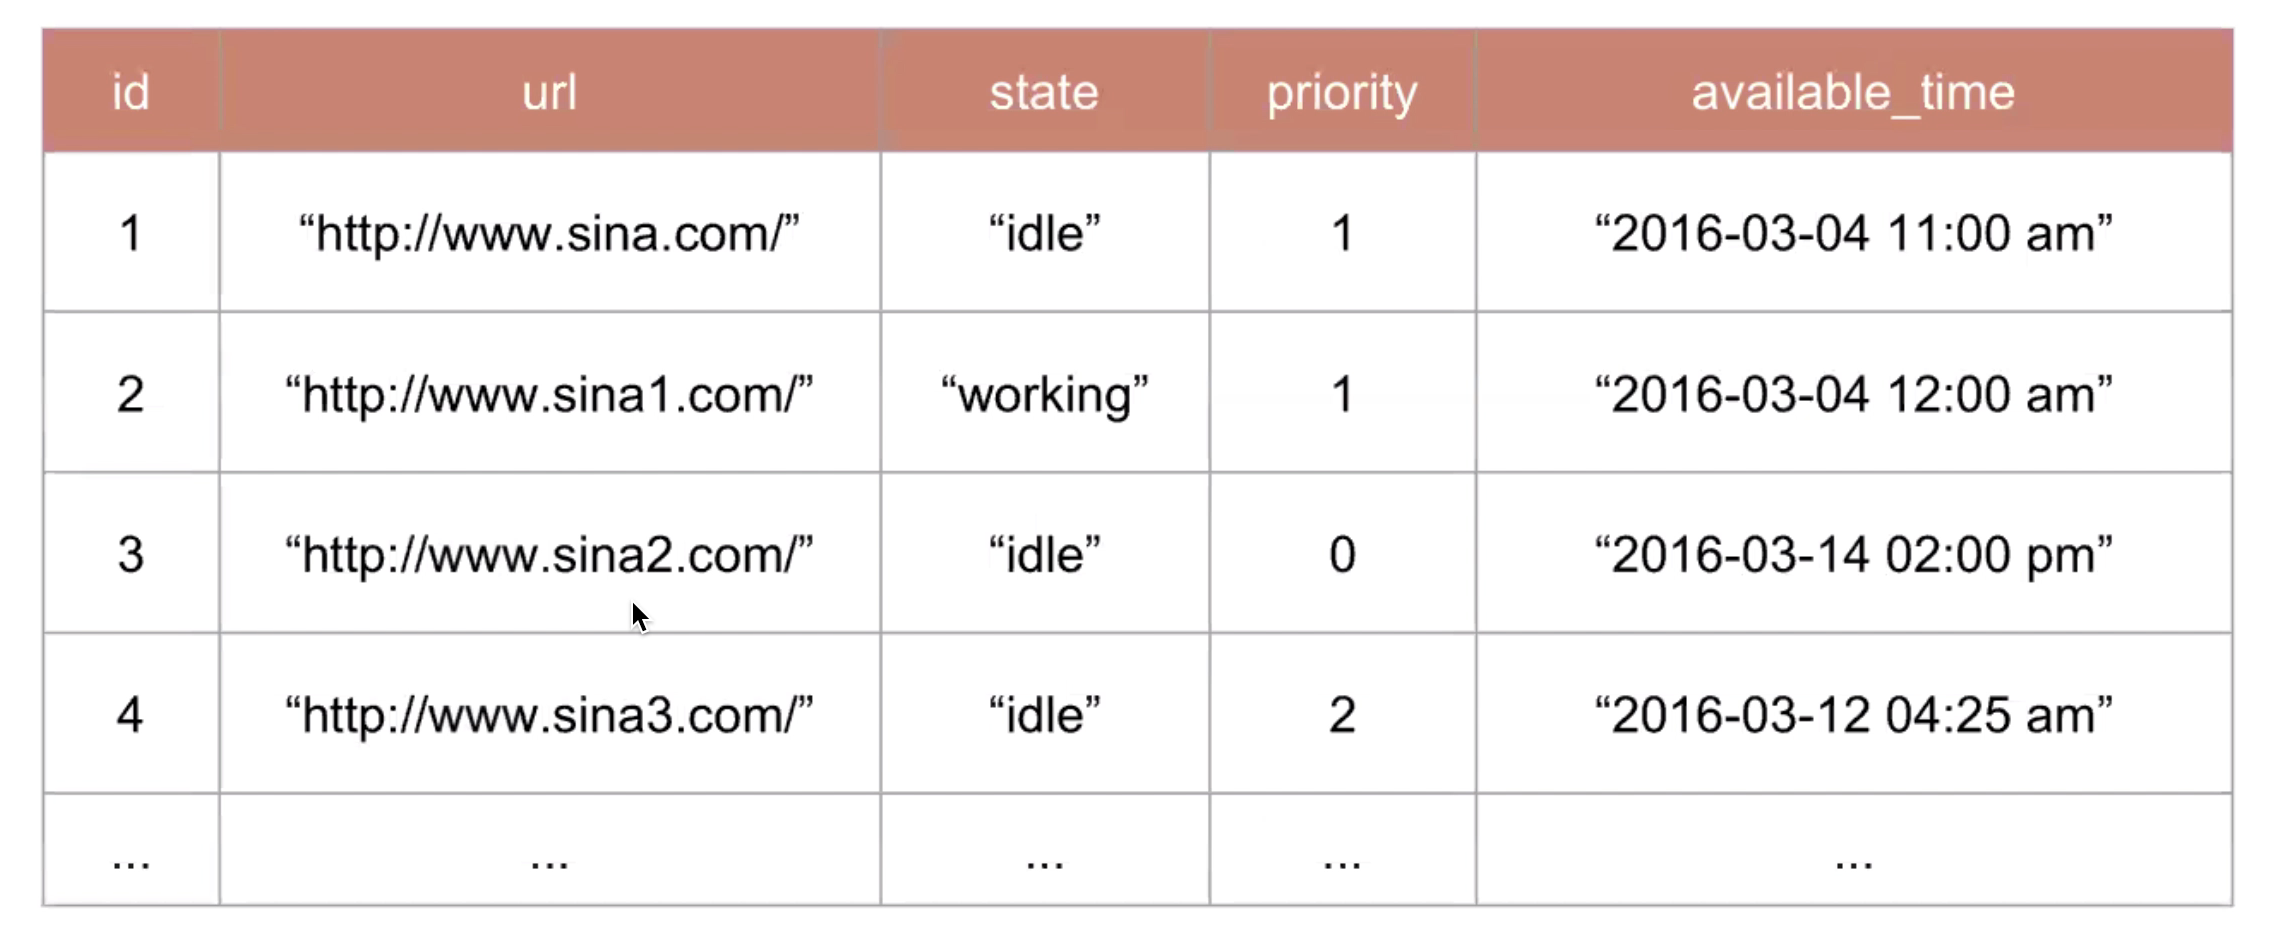 id url state priority available_time
1 “http://www.sina.com/” “idle” 1 “2016-03-04 11:00 am”
2 “http://www.sina1.com/” “working” 1 “2016-03-04 12:00 am”
3 “http://www.sina2.com/” “idle” 0 “2016-03-14 02:00 pm”
4 “http://www.sina3.com/” “idle” 2 “2016-03-12 04:25 am”
... ... ... ... ...